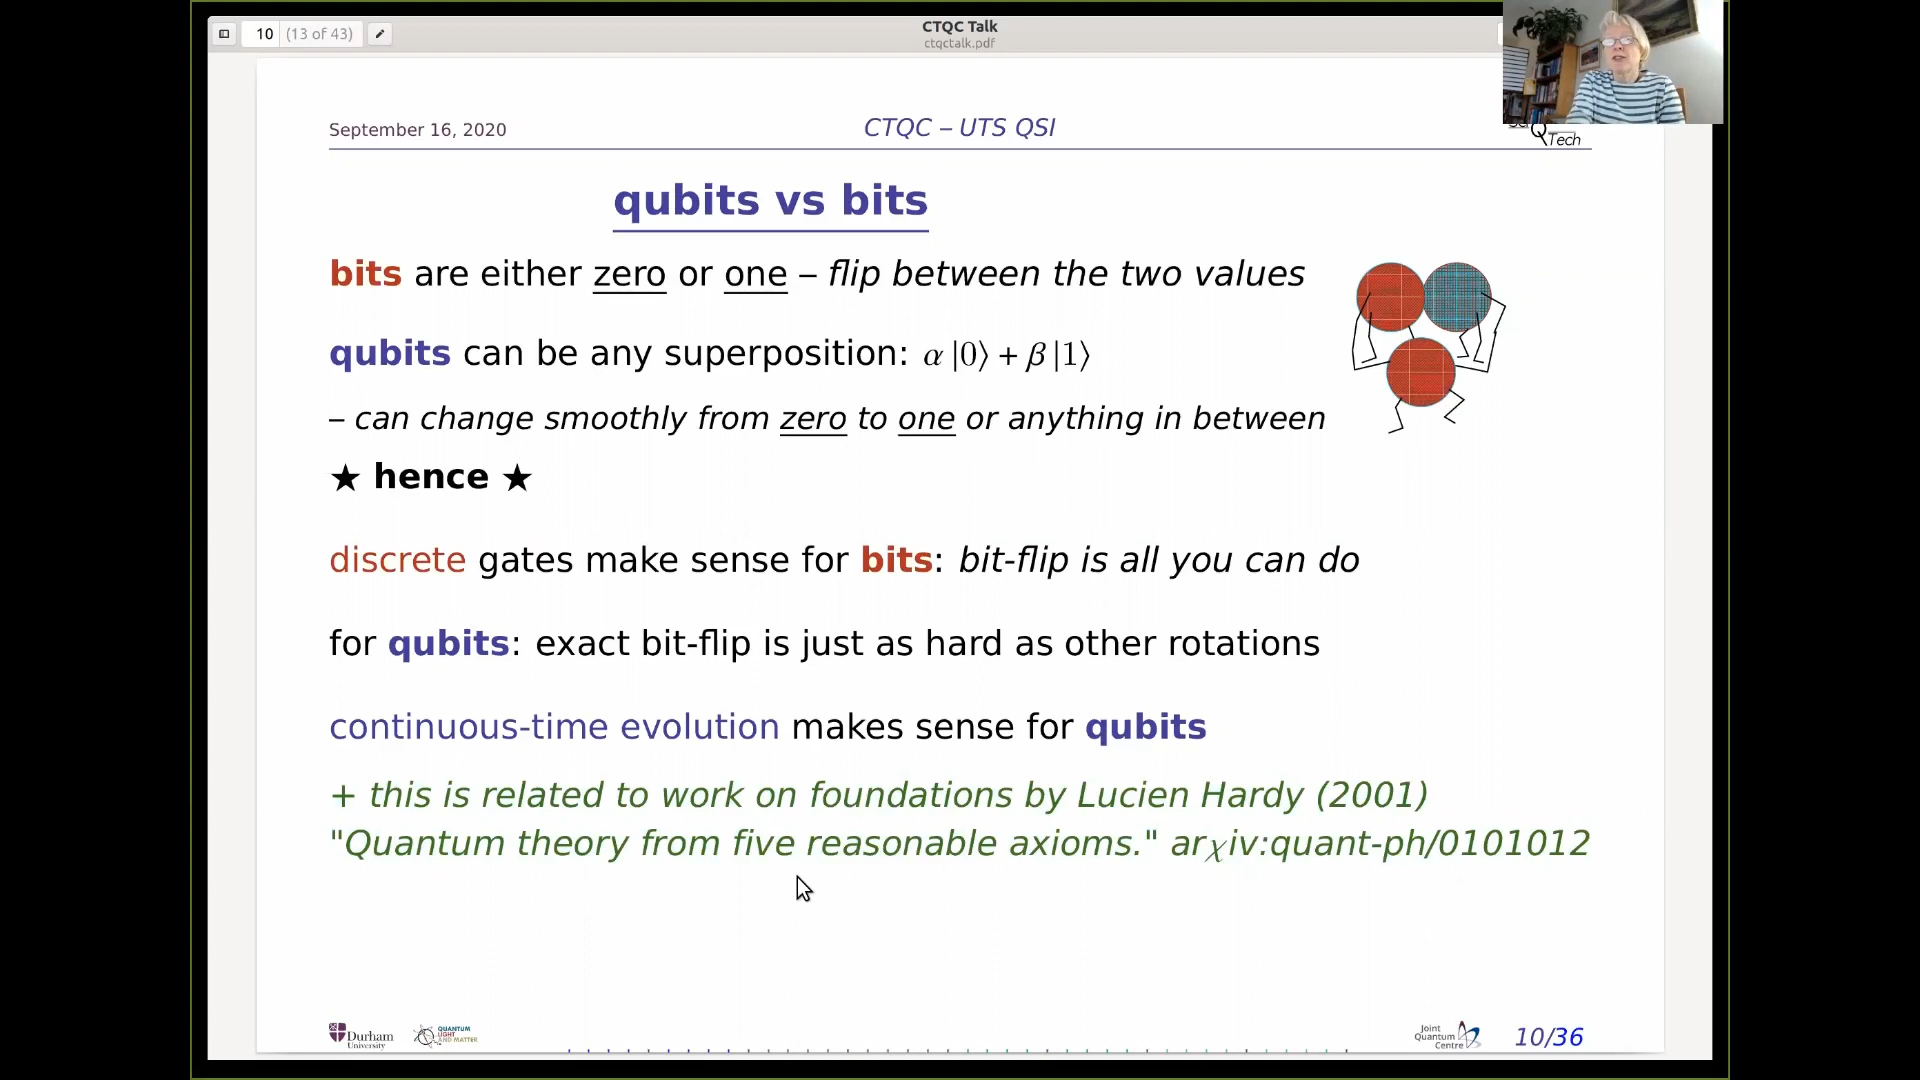 10 (13 of 43)
CTQC Talk
ctqctalk.pdf
September 16, 2020
CTQC – UTS QSI
Q Tech
qubits vs bits
bits are either zero or one – flip between the two values
qubits can be any superposition: α |0⟩ + β |1⟩
– can change smoothly from zero to one or anything in between
★ hence ★
discrete gates make sense for bits: bit-flip is all you can do
for qubits: exact bit-flip is just as hard as other rotations
continuous-time evolution makes sense for qubits
+ this is related to work on foundations by Lucien Hardy (2001)
"Quantum theory from five reasonable axioms." arχiv:quant-ph/0101012
Durham
University
QUANTUM
LIGHT
AND MATTER
Joint
Quantum
Centre
10/36